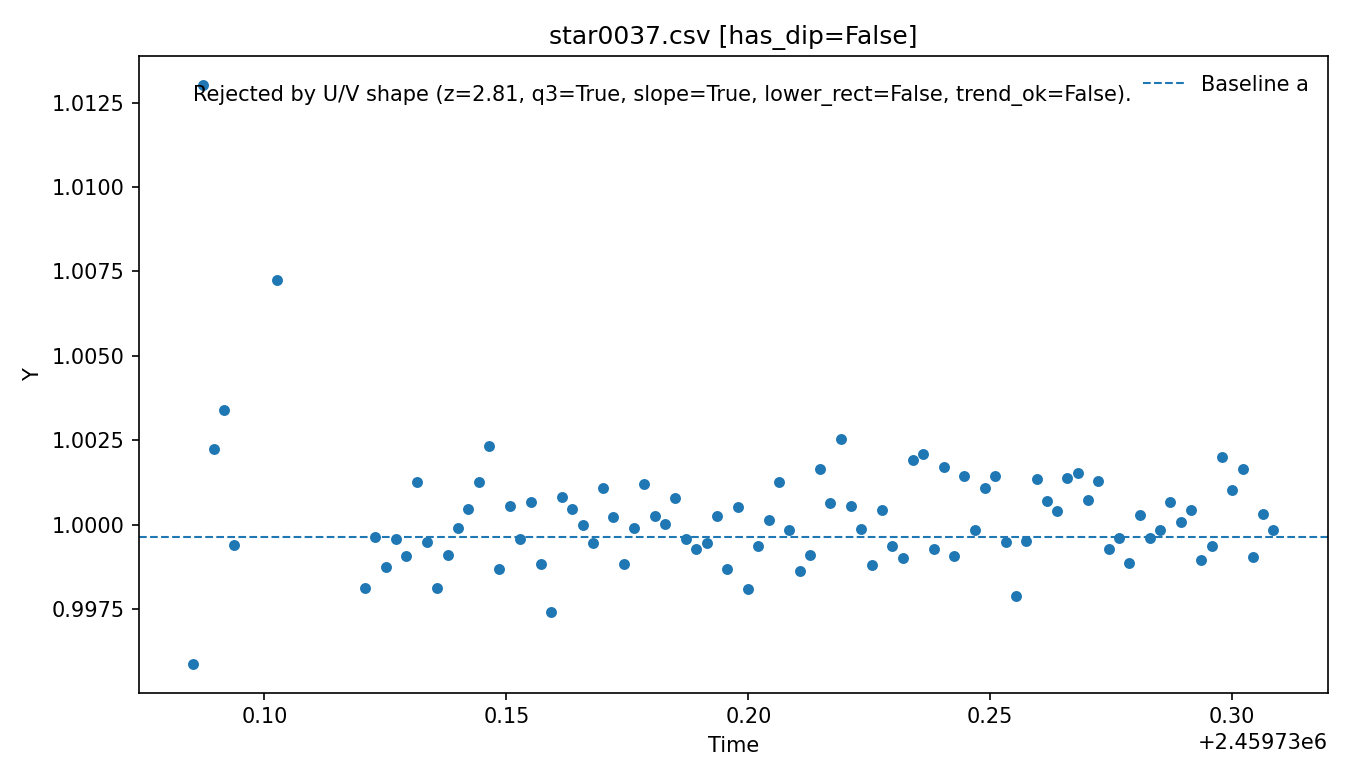 star0037.csv [has_dip=False]
Rejected by U/V shape (z=2.81, q3=True, slope=True, lower_rect=False, trend_ok=False).
Baseline a
1.0125
1.0100
1.0075
1.0050
1.0025
1.0000
0.9975
Y
0.10 0.15 0.20 0.25 0.30
Time
+2.45973e6